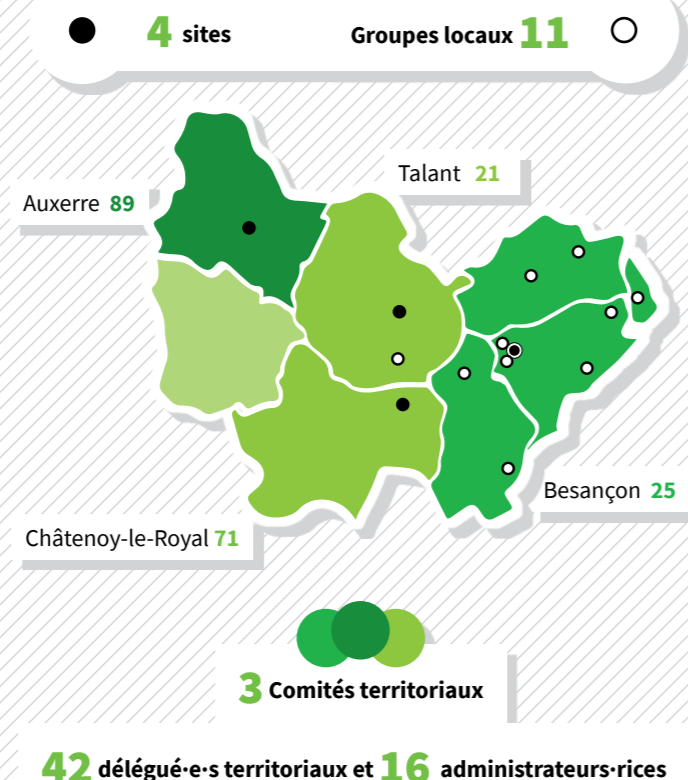 4 sites
Groupes locaux 11
Talant 21
Auxerre 89
Besançon 25
Châtenoy-le-Royal 71
3 Comités territoriaux
42 délégué·e·s territoriaux et 16 administrateurs·rices